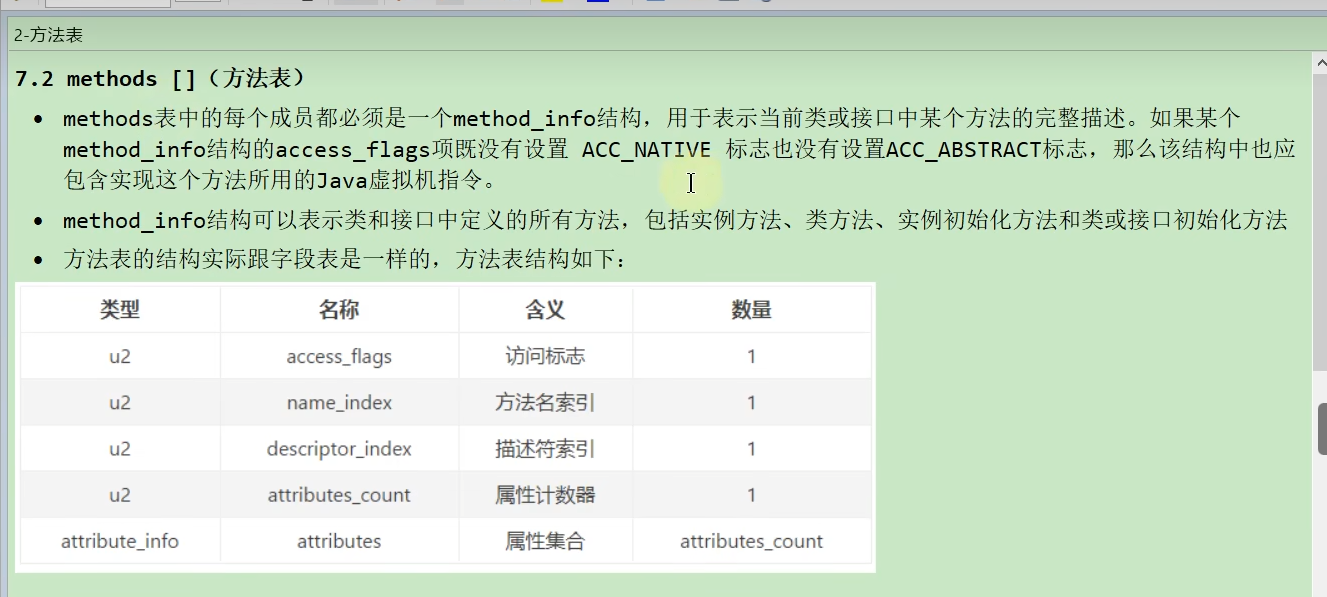 2-方法表
7.2 methods []（方法表）
• methods表中的每个成员都必须是一个method_info结构，用于表示当前类或接口中某个方法的完整描述。如果某个
method_info结构的access_flags项既没有设置 ACC_NATIVE 标志也没有设置ACC_ABSTRACT标志，那么该结构中也应
包含实现这个方法所用的Java虚拟机指令。
• method_info结构可以表示类和接口中定义的所有方法，包括实例方法、类方法、实例初始化方法和类或接口初始化方法
• 方法表的结构实际跟字段表是一样的，方法表结构如下：
类型 名称 含义 数量
u2 access_flags 访问标志 1
u2 name_index 方法名索引 1
u2 descriptor_index 描述符索引 1
u2 attributes_count 属性计数器 1
attribute_info attributes 属性集合 attributes_count